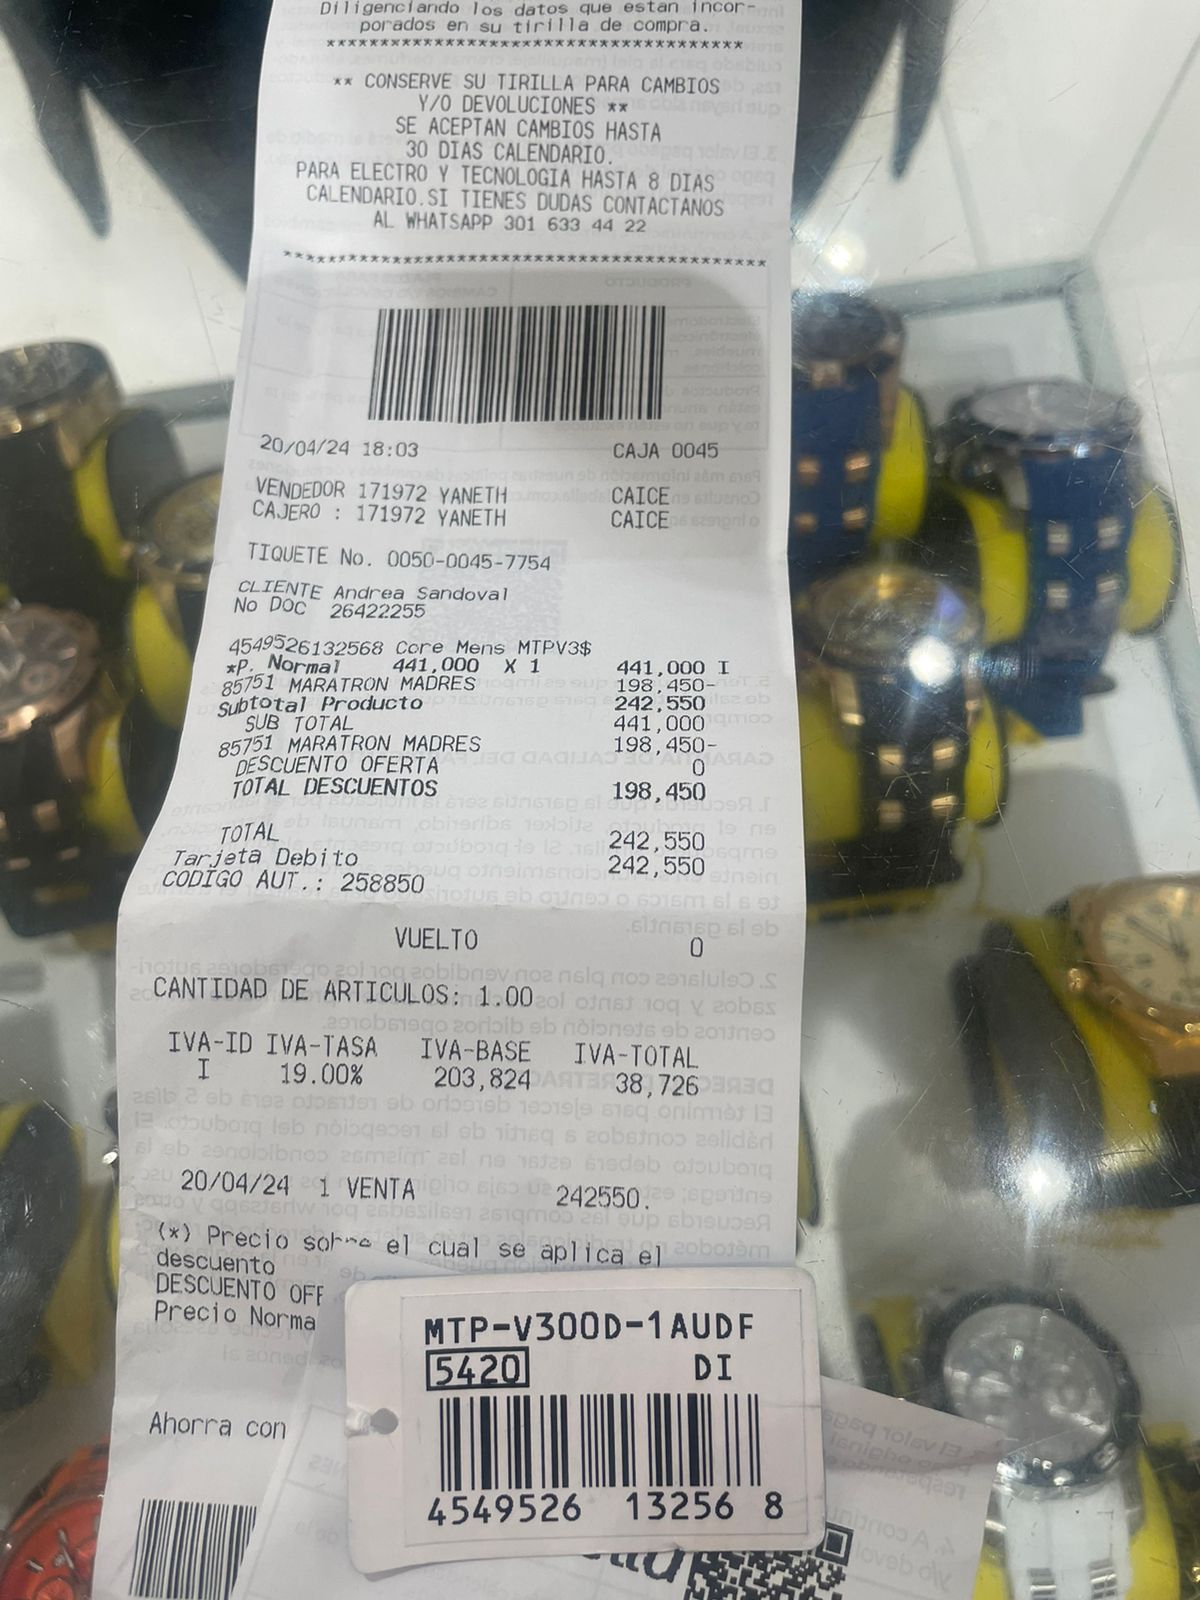 Diligenciando los datos que estan incor-
porados en su tirilla de compra.
****************************************
** CONSERVE SU TIRILLA PARA CAMBIOS
Y/O DEVOLUCIONES **
SE ACEPTAN CAMBIOS HASTA
30 DIAS CALENDARIO.
PARA ELECTRO Y TECNOLOGIA HASTA 8 DIAS
CALENDARIO.SI TIENES DUDAS CONTACTANOS
AL WHATSAPP 301 633 44 22
****************************************
20/04/24 18:03 CAJA 0045
VENDEDOR 171972 YANETH CAICE
CAJERO : 171972 YANETH CAICE
TIQUETE No. 0050-0045-7754
CLIENTE Andrea Sandoval
No DOC 26422255
4549526132568 Core Mens MTPV3$
*P. Normal 441,000 X 1 441,000 I
85751 MARATRON MADRES 198,450-
Subtotal Producto 242,550
SUB TOTAL 441,000
85751 MARATRON MADRES 198,450-
DESCUENTO OFERTA 0
TOTAL DESCUENTOS 198,450
TOTAL 242,550
Tarjeta Debito 242,550
CODIGO AUT.: 258850
VUELTO 0
CANTIDAD DE ARTICULOS: 1.00
IVA-ID IVA-TASA IVA-BASE IVA-TOTAL
I 19.00% 203,824 38,726
20/04/24 1 VENTA 242550.
(*) Precio sobre el cual se aplica el
descuento
DESCUENTO OFE
Precio Norma
Ahorra con
MTP-V300D-1AUDF
5420 DI
4549526 13256 8